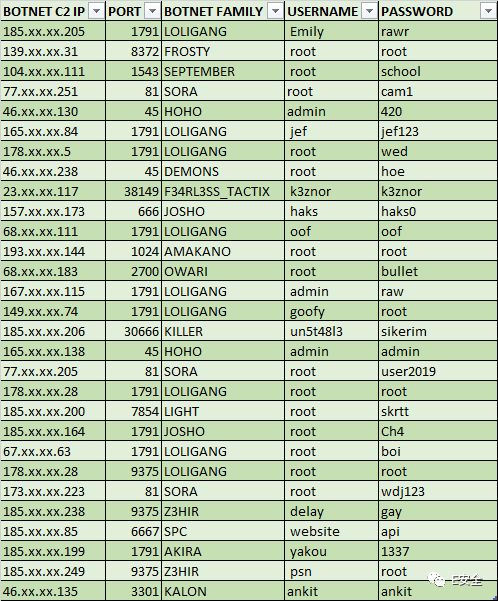 BOTNET C2 IP PORT BOTNET FAMILY USERNAME PASSWORD
185.xx.xx.205 1791 LOLIGANG Emily rawr
139.xx.xx.31 8372 FROSTY root root
104.xx.xx.111 1543 SEPTEMBER root school
77.xx.xx.251 81 SORA root cam1
46.xx.xx.130 45 HOHO admin 420
165.xx.xx.84 1791 LOLIGANG jef jef123
178.xx.xx.5 1791 LOLIGANG root wed
46.xx.xx.238 45 DEMONS root hoe
23.xx.xx.117 38149 F34RL3SS_TACTIX k3znor k3znor
157.xx.xx.173 666 JOSHO haks haks0
68.xx.xx.111 1791 LOLIGANG oof oof
193.xx.xx.144 1024 AMAKANO root root
68.xx.xx.183 2700 OWARI root bullet
167.xx.xx.115 1791 LOLIGANG admin raw
149.xx.xx.74 1791 LOLIGANG goofy root
185.xx.xx.206 30666 KILLER un5t48l3 sikerim
165.xx.xx.138 45 HOHO admin admin
77.xx.xx.205 81 SORA root user2019
178.xx.xx.28 1791 LOLIGANG root root
185.xx.xx.200 7854 LIGHT root skrtt
185.xx.xx.164 1791 JOSHO root Ch4
67.xx.xx.63 1791 LOLIGANG root boi
178.xx.xx.28 9375 LOLIGANG root root
173.xx.xx.223 81 SORA root wdj123
185.xx.xx.238 9375 Z3HIR delay gay
185.xx.xx.85 6667 SPC website api
185.xx.xx.199 1791 AKIRA yakou 1337
185.xx.xx.249 9375 Z3HIR psn root
46.xx.xx.135 3301 KALON ankit ankit
E安全